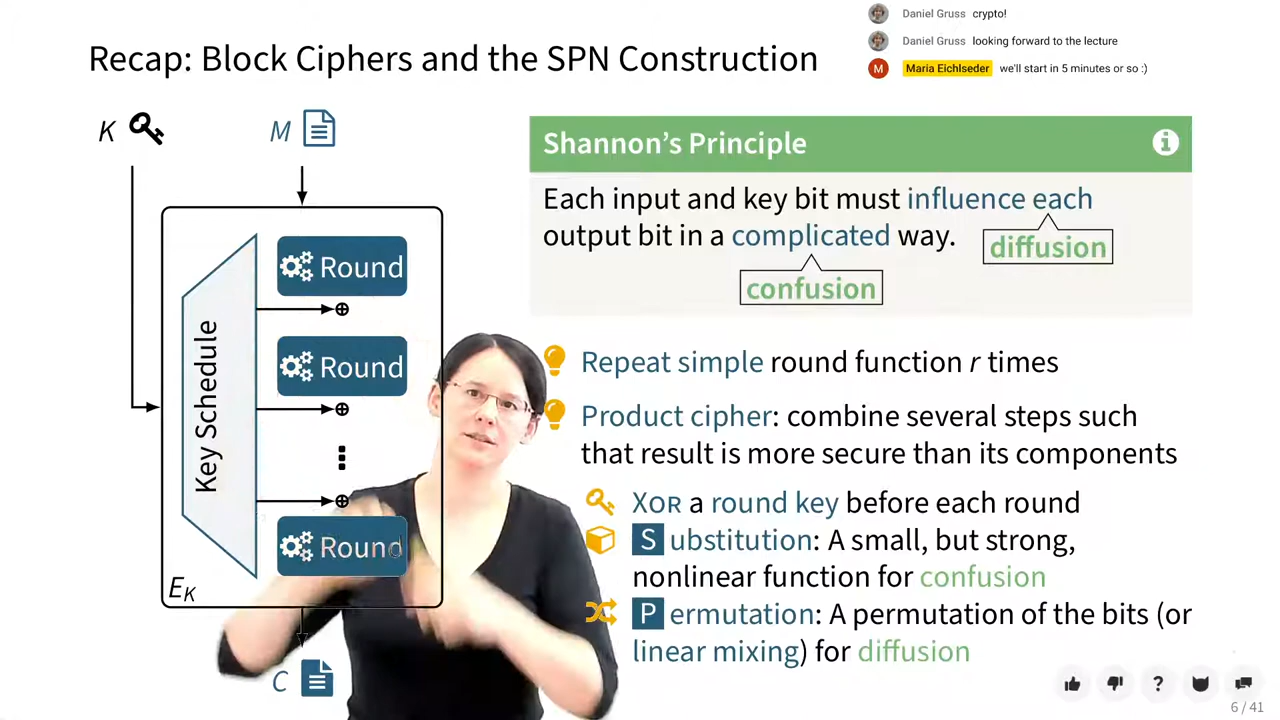 Daniel Gruss crypto!
Daniel Gruss looking forward to the lecture
M Maria Eichlseder we'll start in 5 minutes or so :)
Recap: Block Ciphers and the SPN Construction
K M
Key Schedule
Round
Round
Round
E_K
C
Shannon's Principle
Each input and key bit must influence each
output bit in a complicated way.
diffusion
confusion
Repeat simple round function r times
Product cipher: combine several steps such
that result is more secure than its components
XOR a round key before each round
S ubstitution: A small, but strong,
nonlinear function for confusion
P ermutation: A permutation of the bits (or
linear mixing) for diffusion
6 / 41